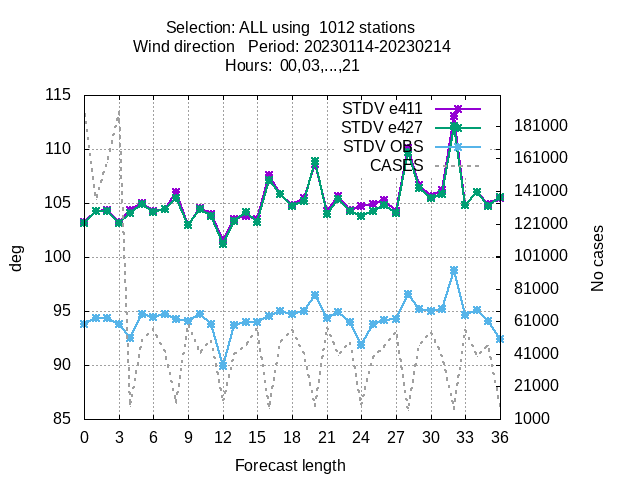 Selection: ALL using  1012 stations
Wind direction   Period: 20230114-20230214
Hours:  00,03,...,21
115
110
105
100
95
90
85
deg
STDV e411
STDV e427
STDV OBS
CASES
181000
161000
141000
121000
101000
81000
61000
41000
21000
1000
No cases
0 3 6 9 12 15 18 21 24 27 30 33 36
Forecast length